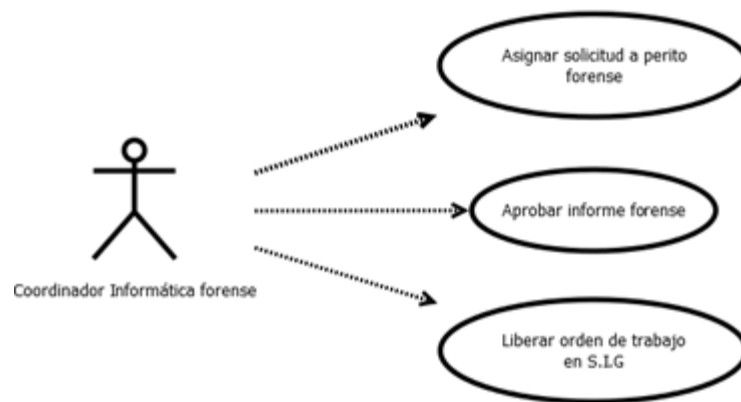 Asignar solicitud a perito
forense
Aprobar informe forense
Coordinador Informática forense
Liberar orden de trabajo
en S.I.G